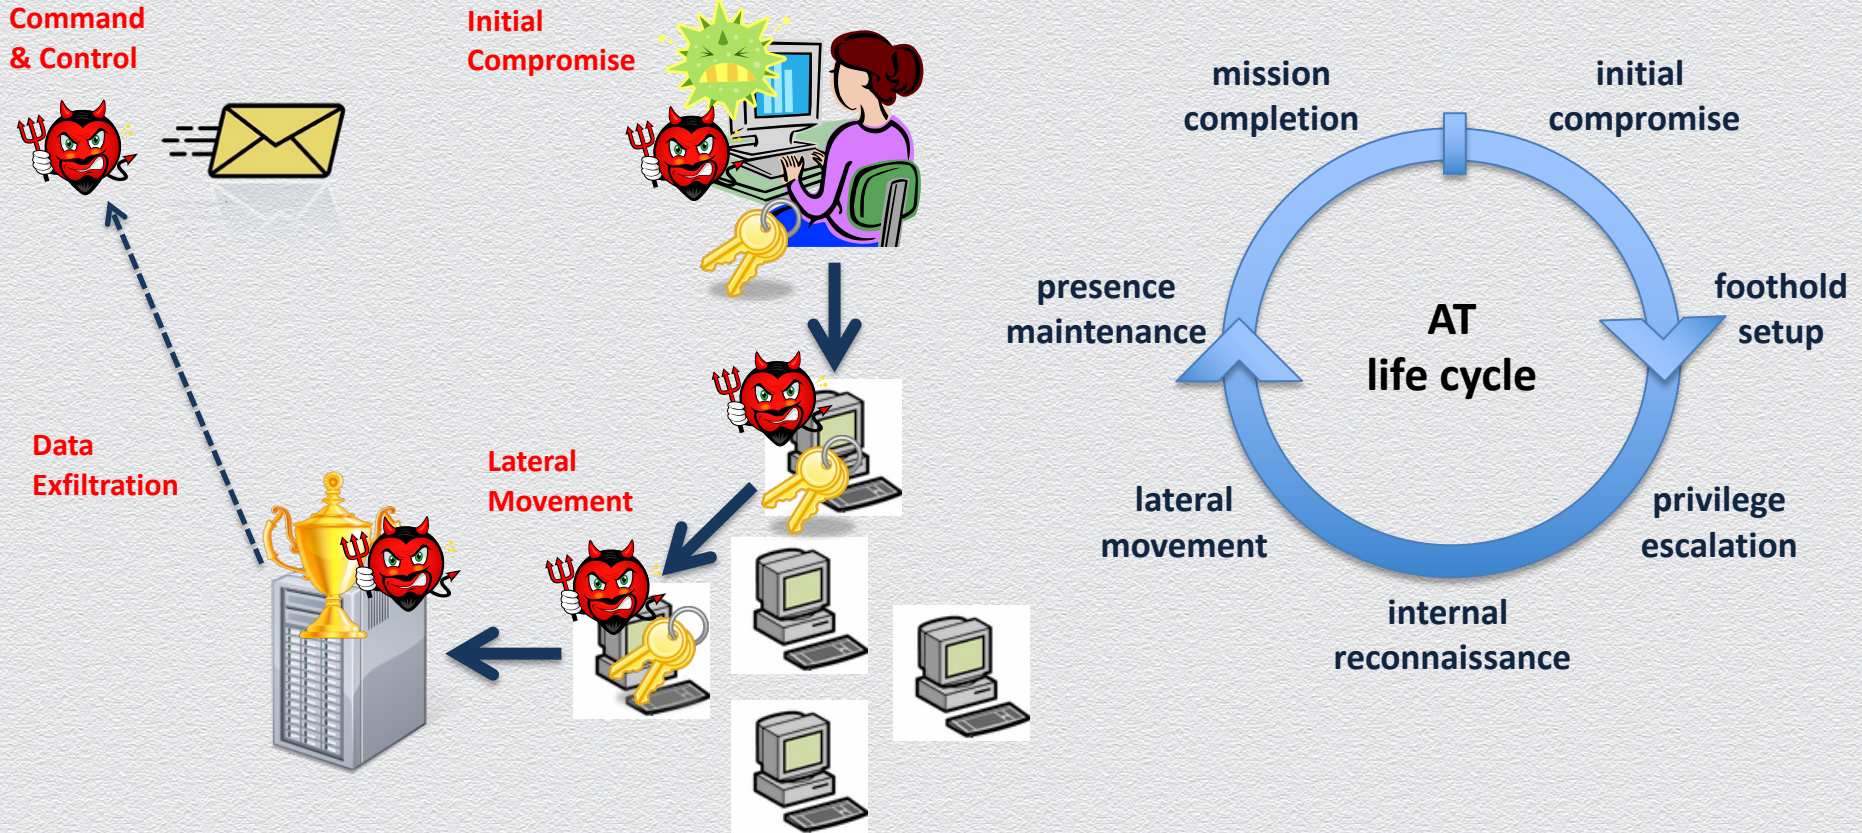 Command
& Control
Initial
Compromise
Data
Exfiltration
Lateral
Movement
mission
completion
initial
compromise
foothold
setup
privilege
escalation
internal
reconnaissance
lateral
movement
presence
maintenance
AT
life cycle